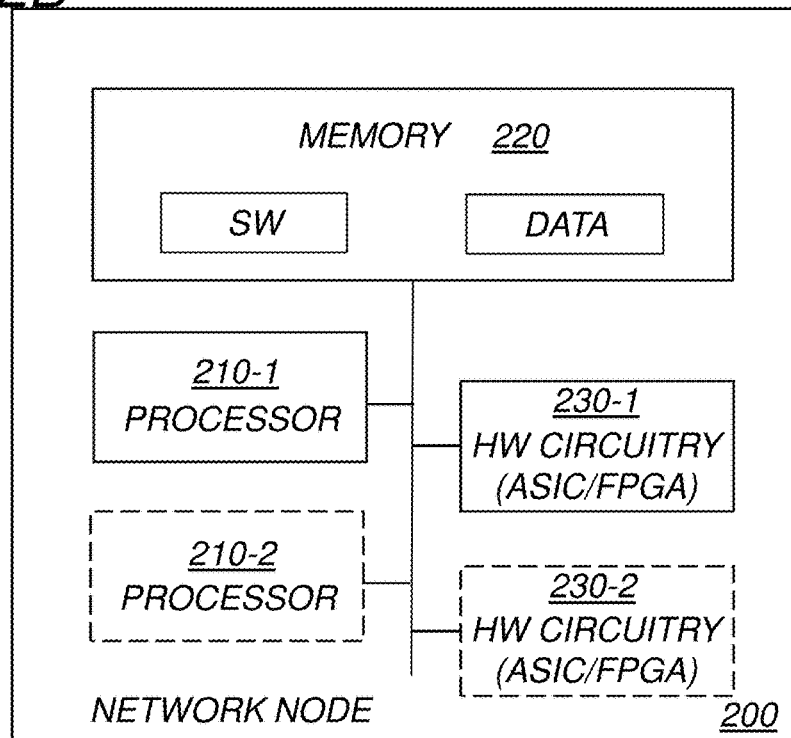 MEMORY 220
SW
DATA
210-1
PROCESSOR
230-1
HW CIRCUITRY
(ASIC/FPGA)
210-2
PROCESSOR
230-2
HW CIRCUITRY
(ASIC/FPGA)
NETWORK NODE
200